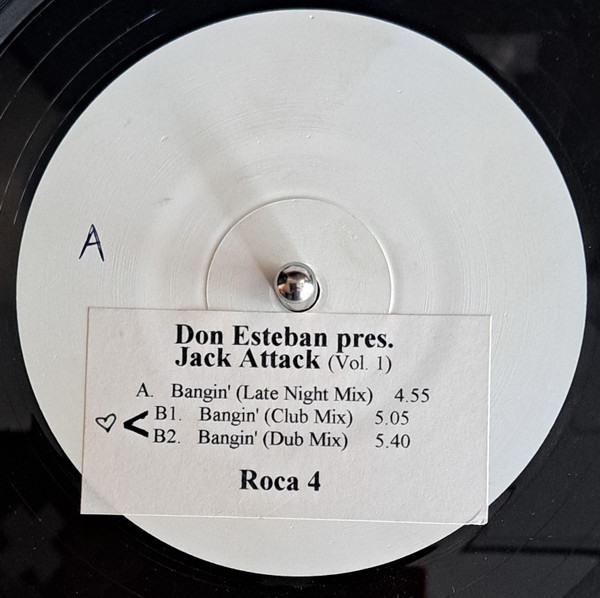 A
Don Esteban pres.
Jack Attack (Vol. 1)
A. Bangin' (Late Night Mix) 4.55
B1. Bangin' (Club Mix) 5.05
B2. Bangin' (Dub Mix) 5.40
Roca 4